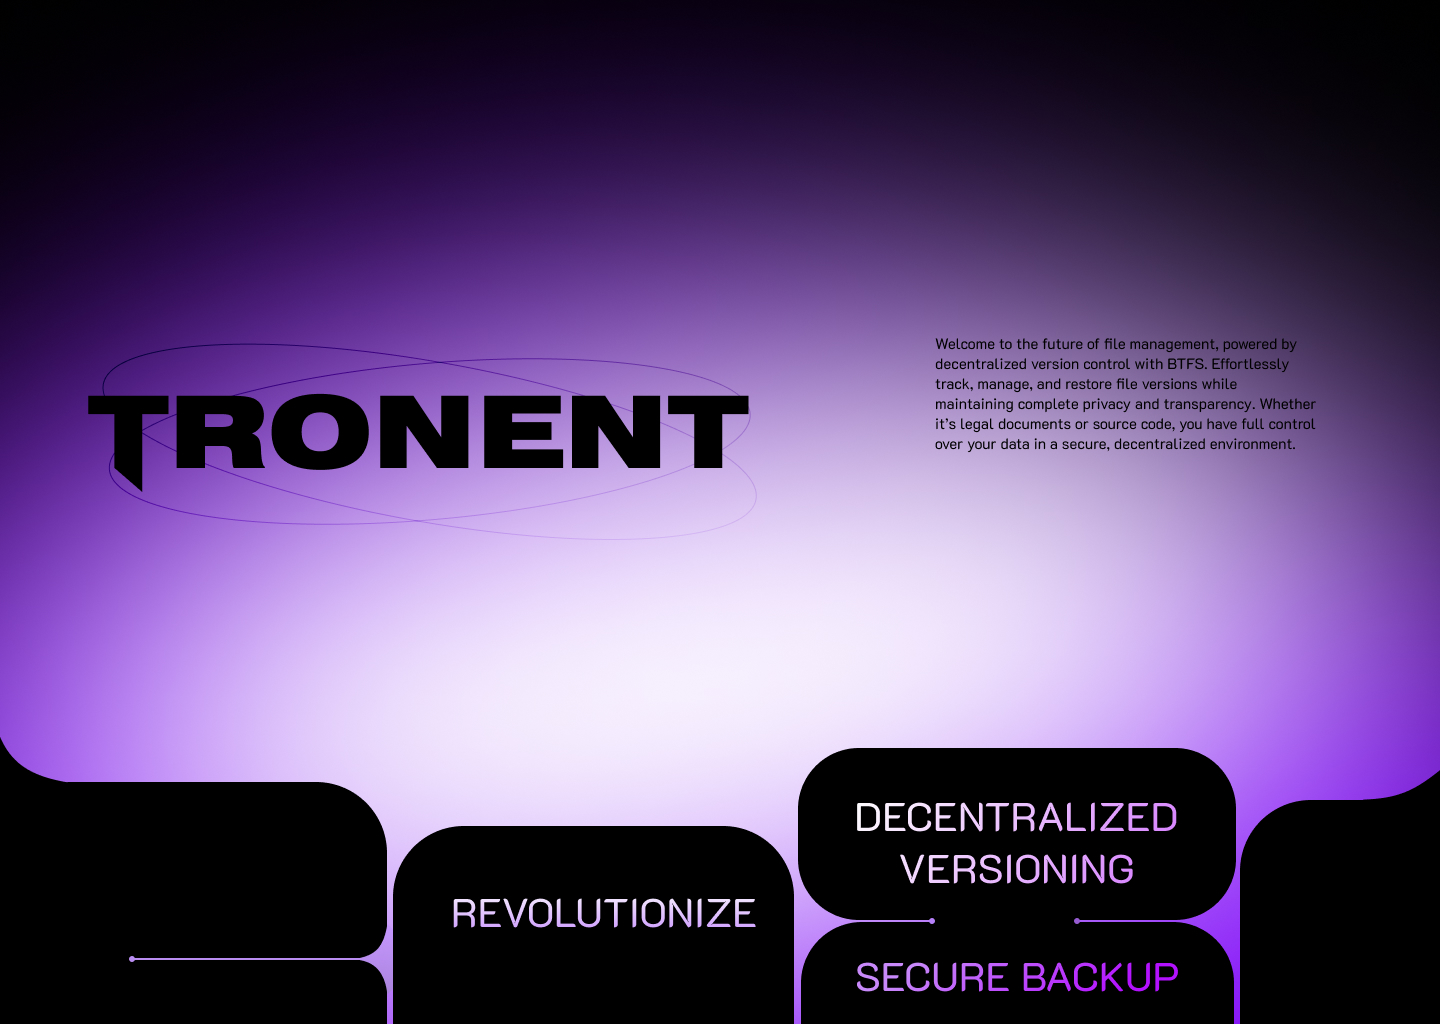 TRONENT
Welcome to the future of file management, powered by
decentralized version control with BTFS. Effortlessly
track, manage, and restore file versions while
maintaining complete privacy and transparency. Whether
it's legal documents or source code, you have full control
over your data in a secure, decentralized environment.
REVOLUTIONIZE
DECENTRALIZED
VERSIONING
SECURE BACKUP